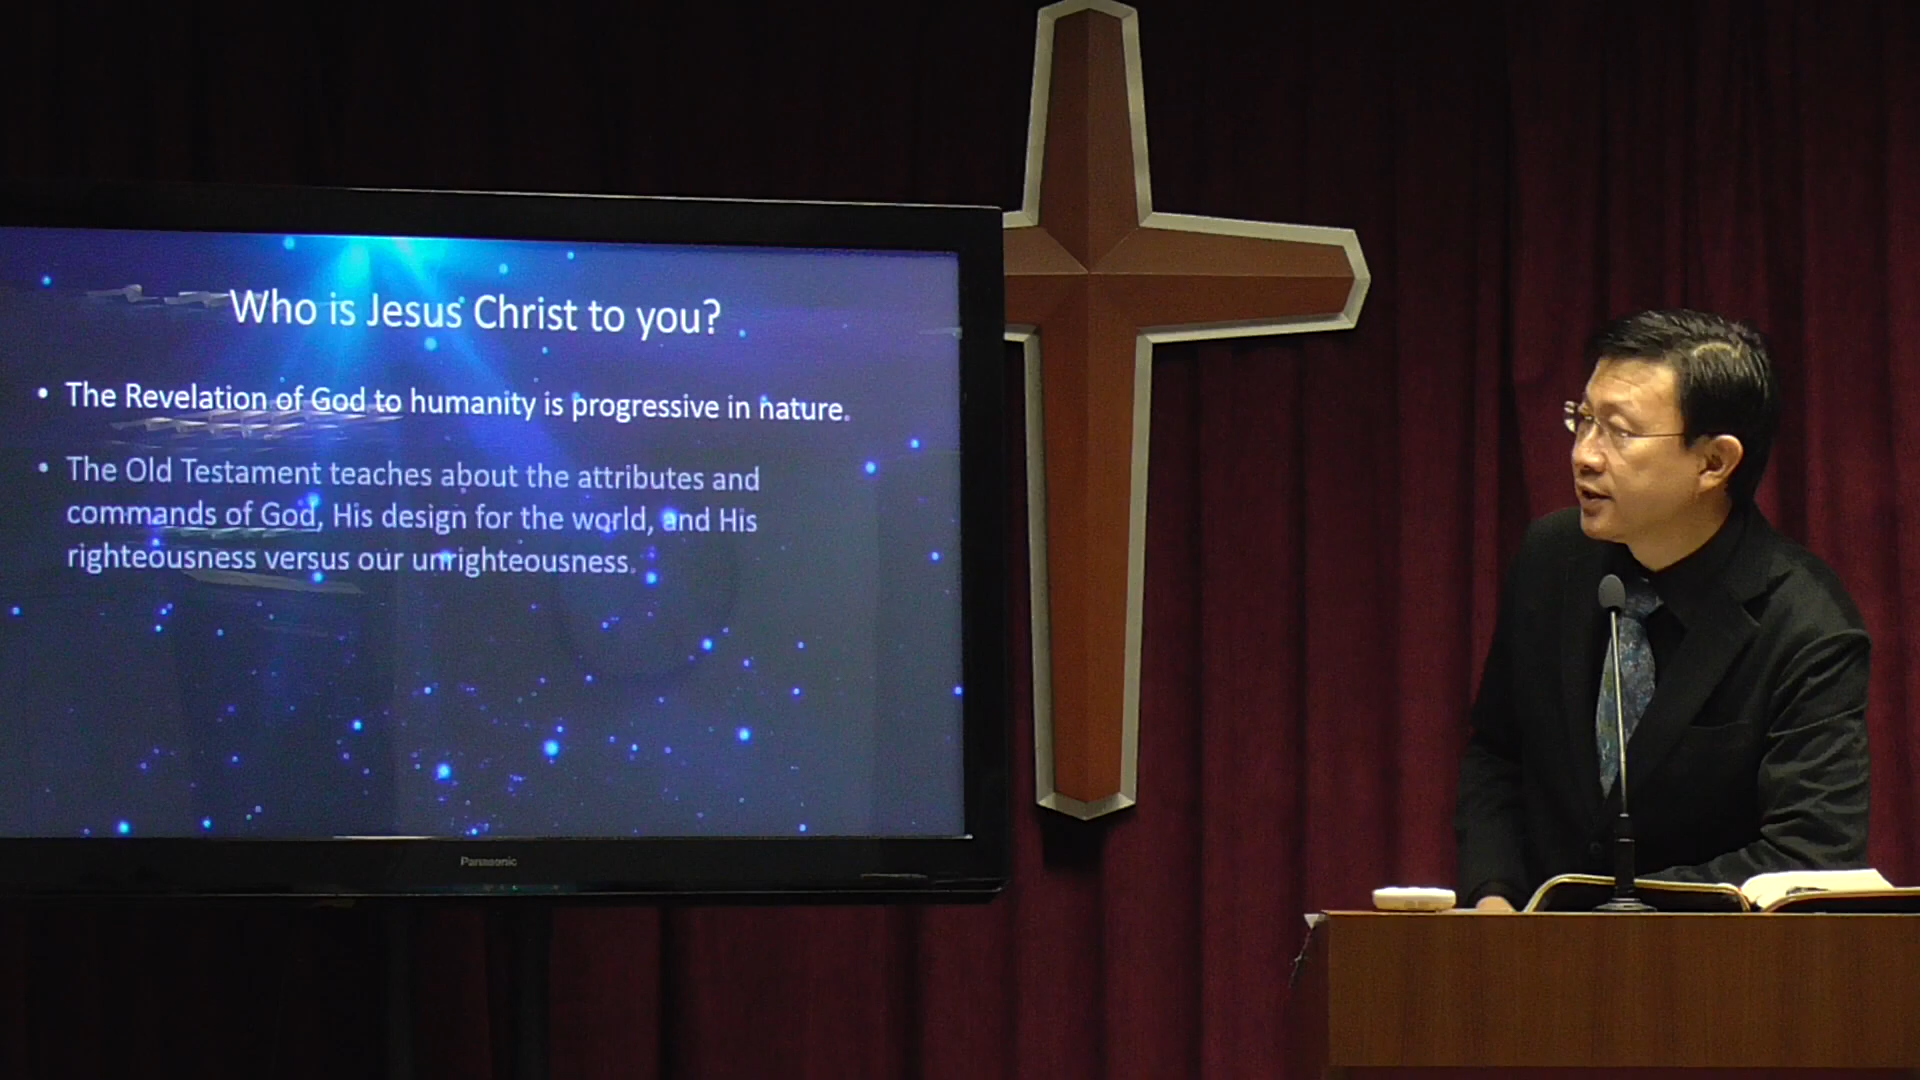 Who is Jesus Christ to you?
• The Revelation of God to humanity is progressive in nature.
• The Old Testament teaches about the attributes and
commands of God, His design for the world, and His
righteousness versus our unrighteousness.
Panasonic